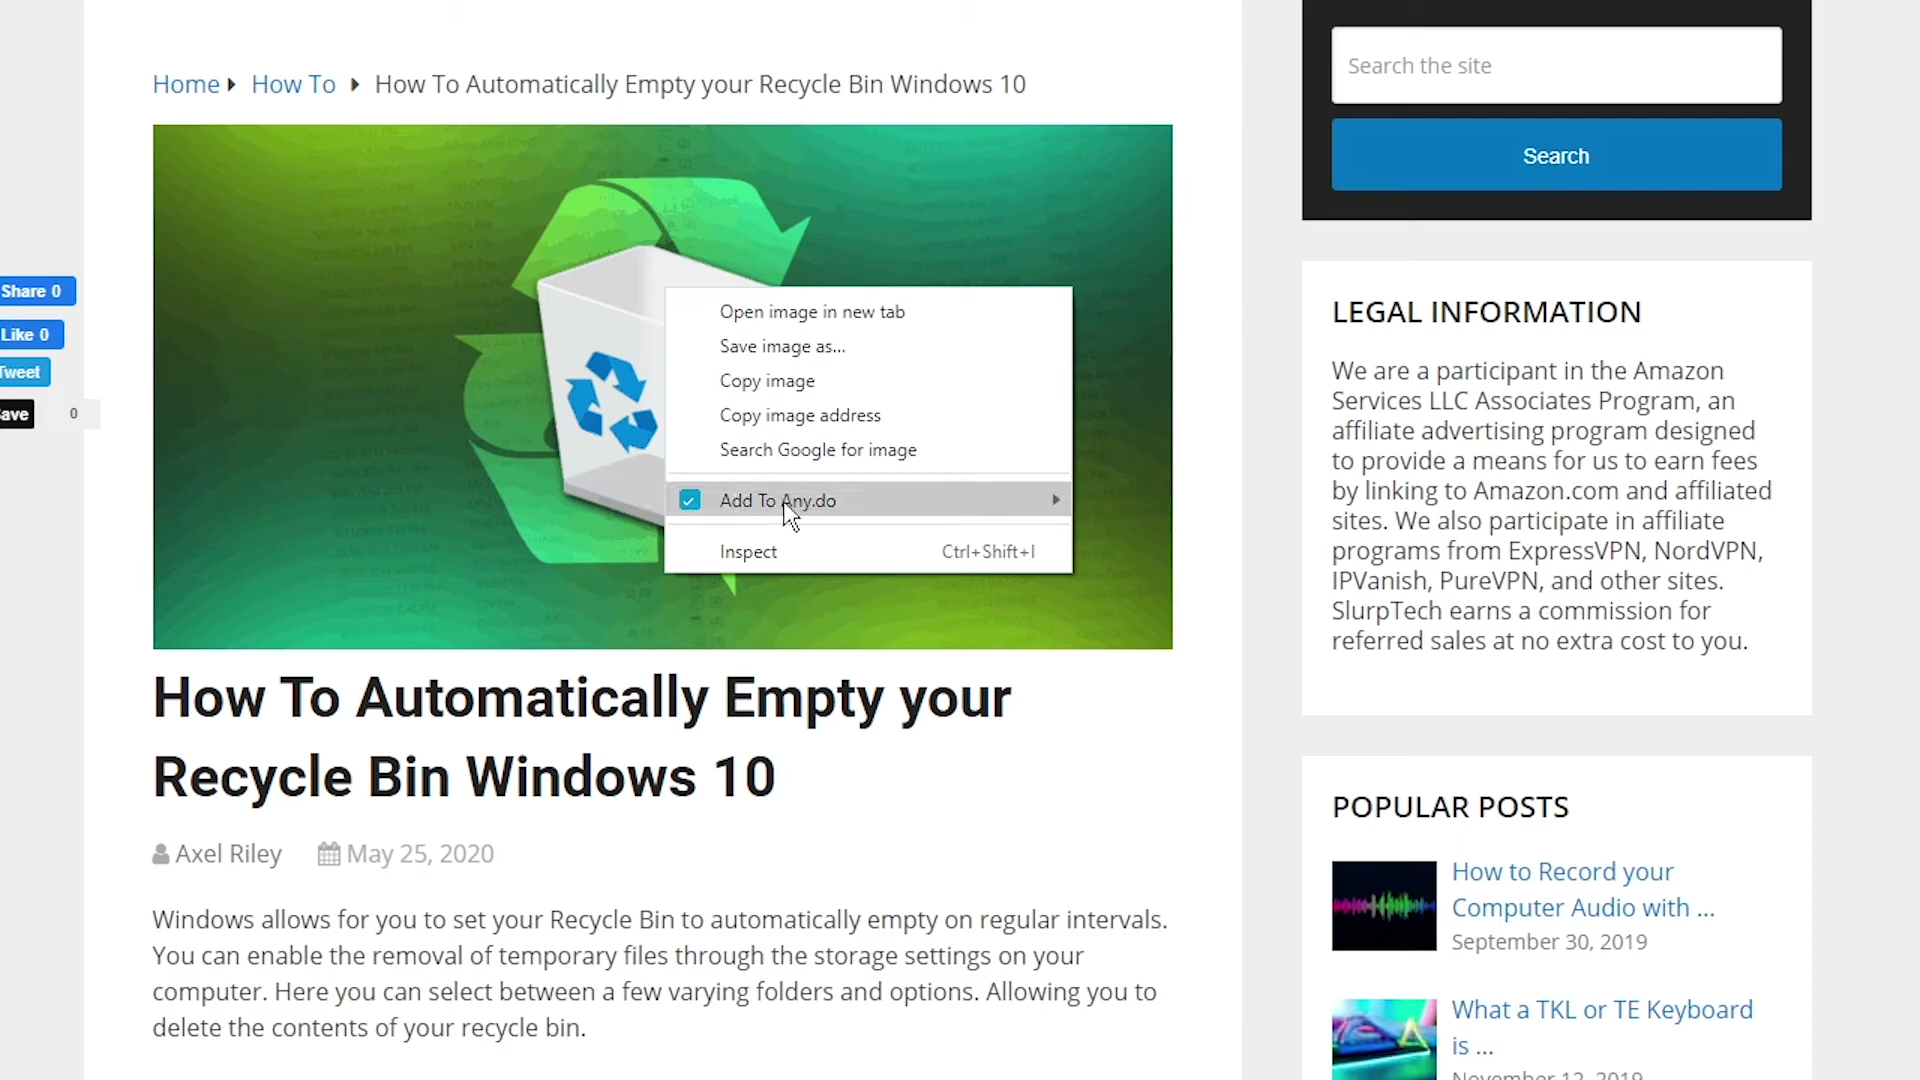 Home How To How To Automatically Empty your Recycle Bin Windows 10
Share 0
Like 0
Tweet
ave 0
Open image in new tab
Save image as...
Copy image
Copy image address
Search Google for image
Add To Any.do
Inspect Ctrl+Shift+I
How To Automatically Empty your
Recycle Bin Windows 10
Axel Riley May 25, 2020
Windows allows for you to set your Recycle Bin to automatically empty on regular intervals.
You can enable the removal of temporary files through the storage settings on your
computer. Here you can select between a few varying folders and options. Allowing you to
delete the contents of your recycle bin.
Search the site
Search
LEGAL INFORMATION
We are a participant in the Amazon
Services LLC Associates Program, an
affiliate advertising program designed
to provide a means for us to earn fees
by linking to Amazon.com and affiliated
sites. We also participate in affiliate
programs from ExpressVPN, NordVPN,
IPVanish, PureVPN, and other sites.
SlurpTech earns a commission for
referred sales at no extra cost to you.
POPULAR POSTS
How to Record your
Computer Audio with ...
September 30, 2019
What a TKL or TE Keyboard
is ...
November 12, 2019